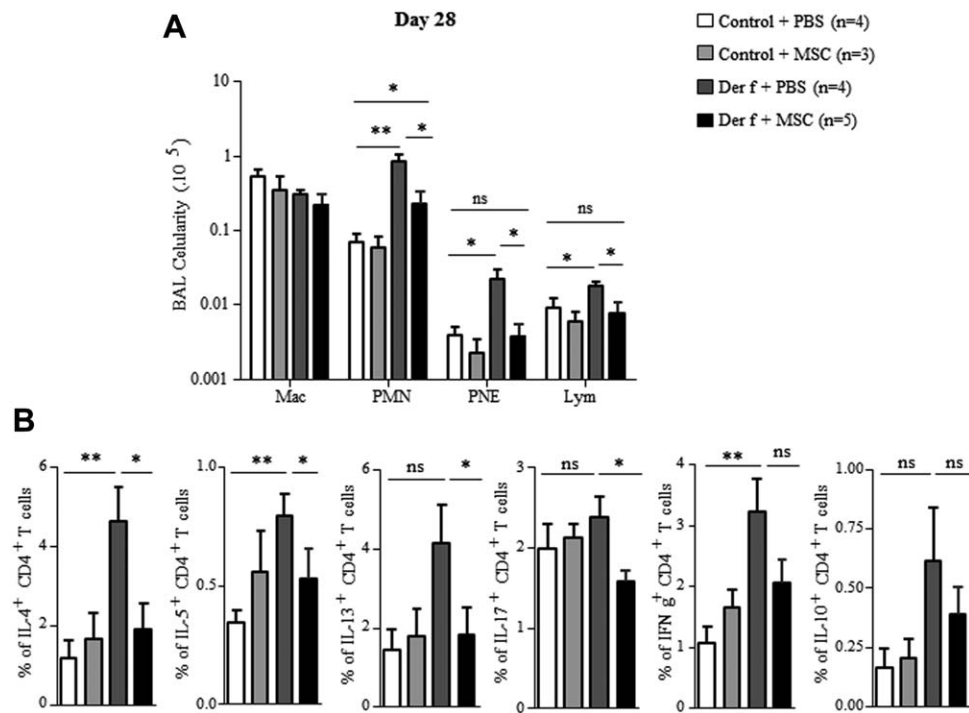 A
Day 28
Control + PBS (n=4)
Control + MSC (n=3)
Der f + PBS (n=4)
Der f + MSC (n=5)
BAL Celularity (.10 5)
10
1
0.1
0.01
0.001
*
** *
ns
* *
ns
* *
Mac PMN PNE Lym
B
% of IL-4+ CD4+ T cells
6
4
2
0
** *
% of IL-5+ CD4+ T cells
1.0
0.5
0.0
** *
% of IL-13+ CD4+ T cells
6
4
2
0
ns *
% of IL-17+ CD4+ T cells
3
2
1
0
ns *
% of IFN g+ CD4+ T cells
4
3
2
1
0
** ns
% of IL-10+ CD4+ T cells
1.00
0.75
0.50
0.25
0.00
ns ns